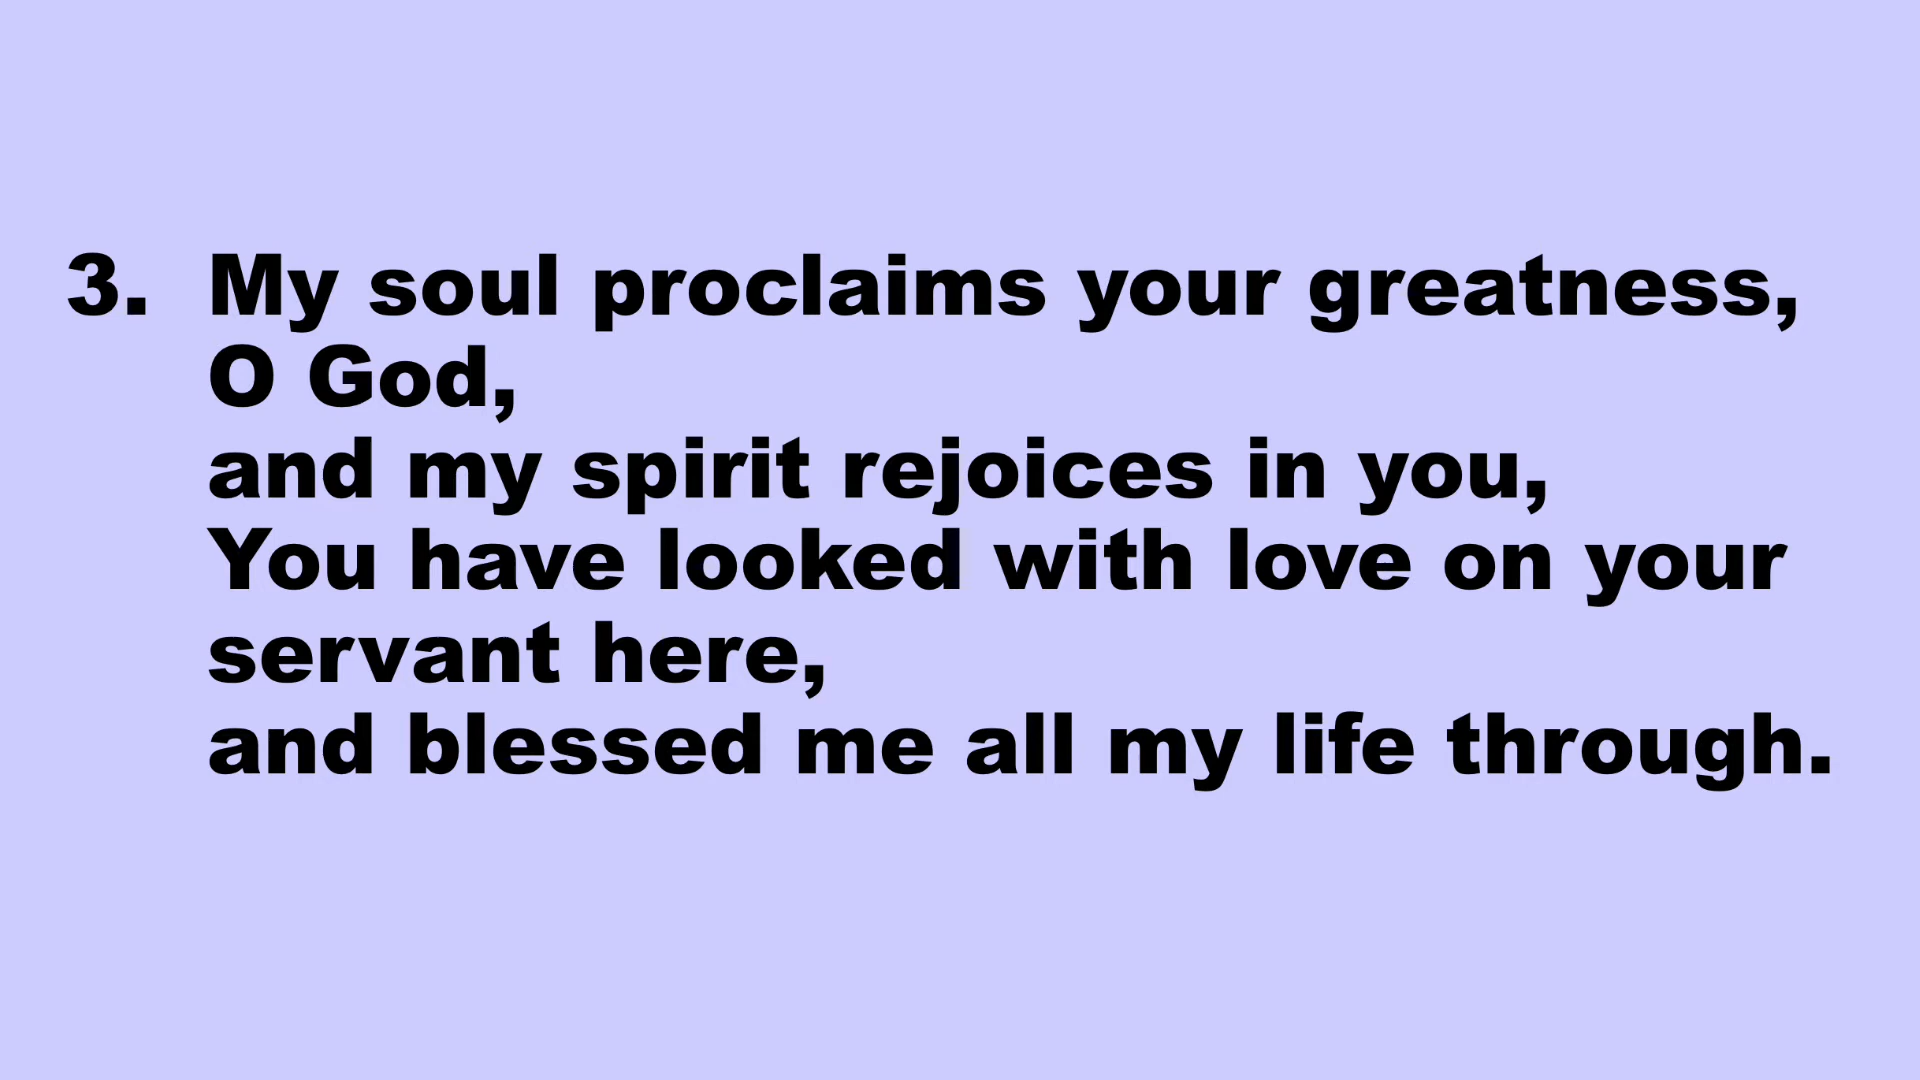 3. My soul proclaims your greatness,
O God,
and my spirit rejoices in you,
You have looked with love on your
servant here,
and blessed me all my life through.